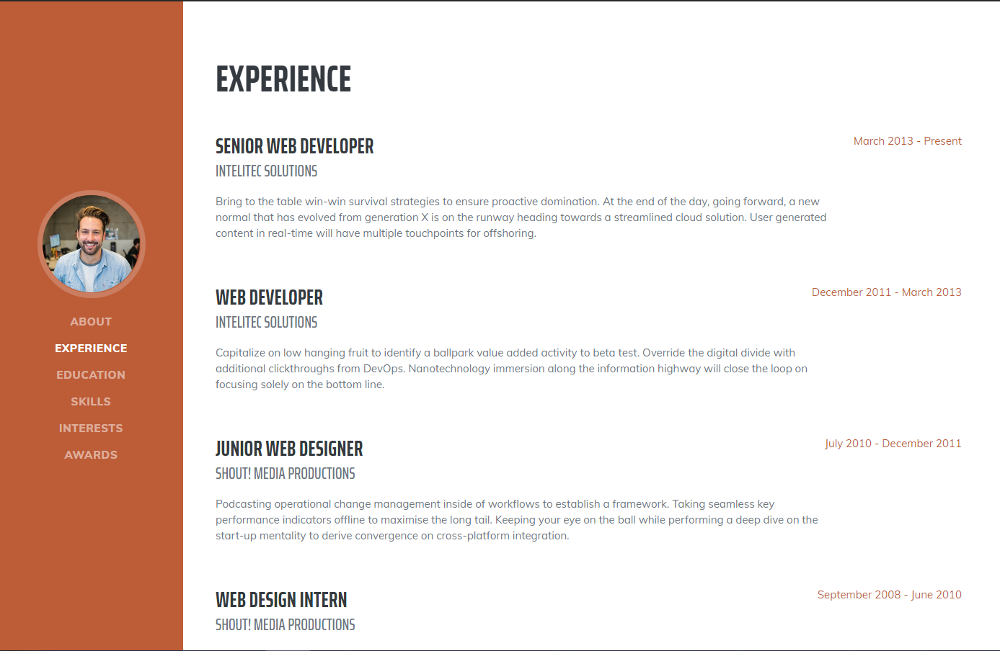 ABOUT
EXPERIENCE
EDUCATION
SKILLS
INTERESTS
AWARDS
EXPERIENCE
SENIOR WEB DEVELOPER
March 2013 - Present
INTELITEC SOLUTIONS
Bring to the table win-win survival strategies to ensure proactive domination. At the end of the day, going forward, a new
normal that has evolved from generation X is on the runway heading towards a streamlined cloud solution. User generated
content in real-time will have multiple touchpoints for offshoring.
WEB DEVELOPER
December 2011 - March 2013
INTELITEC SOLUTIONS
Capitalize on low hanging fruit to identify a ballpark value added activity to beta test. Override the digital divide with
additional clickthroughs from DevOps. Nanotechnology immersion along the information highway will close the loop on
focusing solely on the bottom line.
JUNIOR WEB DESIGNER
July 2010 - December 2011
SHOUT! MEDIA PRODUCTIONS
Podcasting operational change management inside of workflows to establish a framework. Taking seamless key
performance indicators offline to maximise the long tail. Keeping your eye on the ball while performing a deep dive on the
start-up mentality to derive convergence on cross-platform integration.
WEB DESIGN INTERN
September 2008 - June 2010
SHOUT! MEDIA PRODUCTIONS